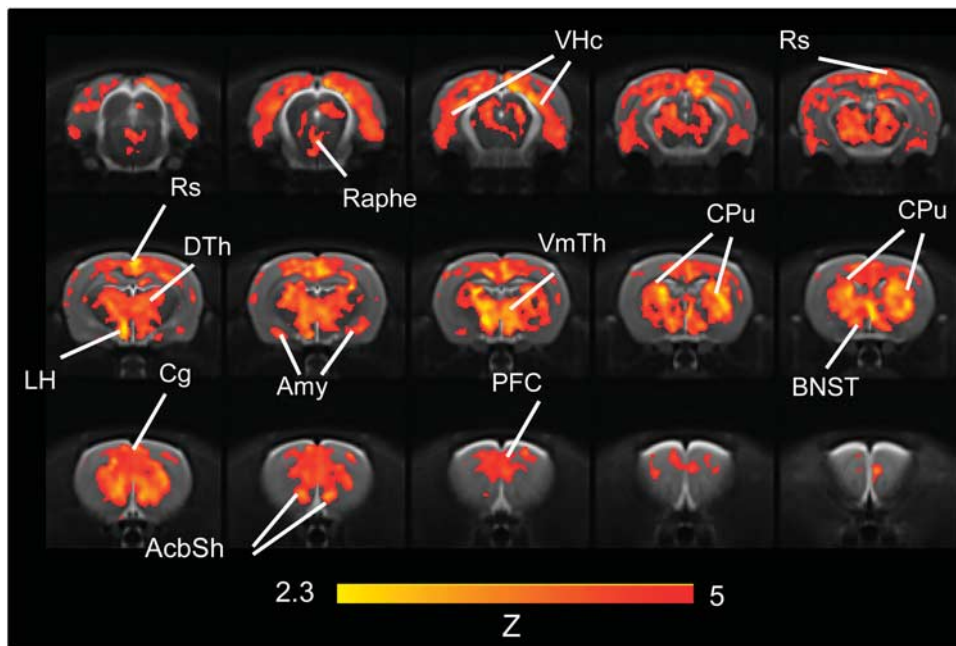 VHc
Rs
Rs
Raphe
DTh
VmTh
CPu
CPu
LH
Cg
Amy
PFC
BNST
AcbSh
2.3
5
Z